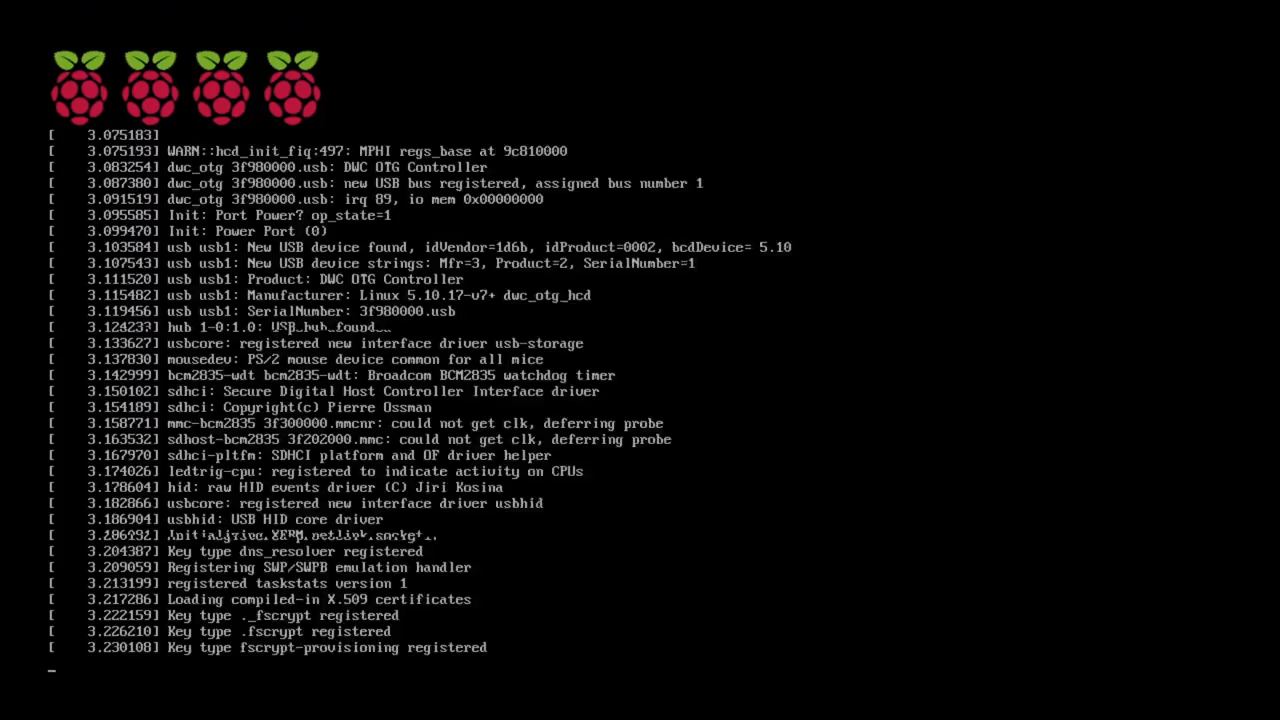 [    3.075183]
[    3.075193] WARN::hcd_init_fiq:497: MPHI regs_base at 9c810000
[    3.083254] dwc_otg 3f980000.usb: DWC OTG Controller
[    3.087380] dwc_otg 3f980000.usb: new USB bus registered, assigned bus number 1
[    3.091519] dwc_otg 3f980000.usb: irq 89, io mem 0x00000000
[    3.095585] Init: Port Power? op_state=1
[    3.099470] Init: Power Port (0)
[    3.103584] usb usb1: New USB device found, idVendor=1d6b, idProduct=0002, bcdDevice= 5.10
[    3.107543] usb usb1: New USB device strings: Mfr=3, Product=2, SerialNumber=1
[    3.111520] usb usb1: Product: DWC OTG Controller
[    3.115482] usb usb1: Manufacturer: Linux 5.10.17-v7+ dwc_otg_hcd
[    3.119456] usb usb1: SerialNumber: 3f980000.usb
[ hub 1-0:1.0: USB hub found
[    3.133627] usbcore: registered new interface driver usb-storage
[    3.137830] mousedev: PS/2 mouse device common for all mice
[    3.142999] bcm2835-wdt bcm2835-wdt: Broadcom BCM2835 watchdog timer
[    3.150102] sdhci: Secure Digital Host Controller Interface driver
[    3.154189] sdhci: Copyright(c) Pierre Ossman
[    3.158771] mmc-bcm2835 3f300000.mmcnr: could not get clk, deferring probe
[    3.163532] sdhost-bcm2835 3f202000.mmc: could not get clk, deferring probe
[    3.167970] sdhci-pltfm: SDHCI platform and OF driver helper
[    3.174026] ledtrig-cpu: registered to indicate activity on CPUs
[    3.178604] hid: raw HID events driver (C) Jiri Kosina
[    3.182866] usbcore: registered new interface driver usbhid
[    3.186904] usbhid: USB HID core driver
[ Initializing XFRM netlink socket
[    3.204387] Key type dns_resolver registered
[    3.209059] Registering SWP/SWPB emulation handler
[    3.213199] registered taskstats version 1
[    3.217286] Loading compiled-in X.509 certificates
[    3.222159] Key type ._fscrypt registered
[    3.226210] Key type .fscrypt registered
[    3.230108] Key type fscrypt-provisioning registered